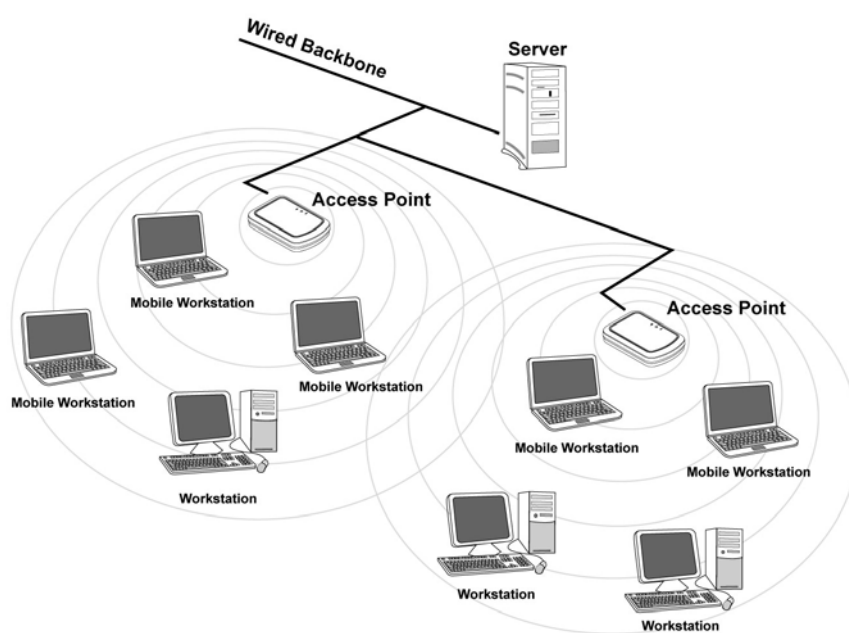 Wired Backbone
Server
Access Point
Mobile Workstation
Access Point
Mobile Workstation
Mobile Workstation
Mobile Workstation
Mobile Workstation
Workstation
Workstation
Workstation